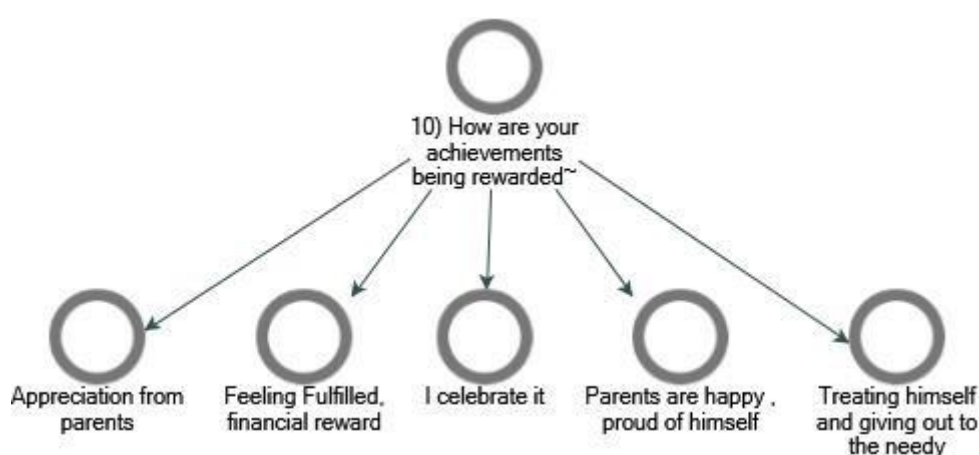 10) How are your
achievements
being rewarded~
Appreciation from
parents
Feeling Fulfilled,
financial reward
I celebrate it
Parents are happy ,
proud of himself
Treating himself
and giving out to
the needy